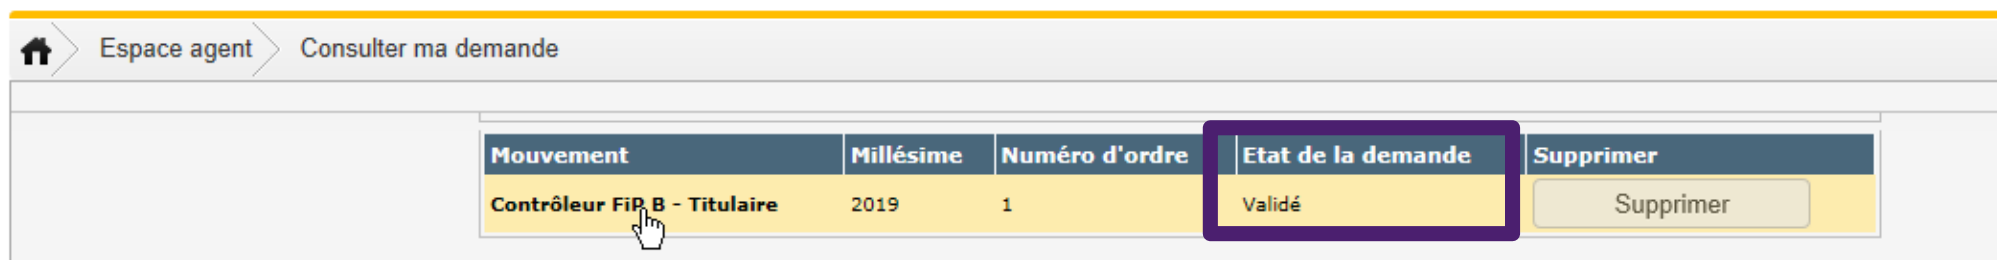 Espace agent Consulter ma demande
Mouvement Millésime Numéro d'ordre Etat de la demande Supprimer
Contrôleur FiP B - Titulaire 2019 1 Validé Supprimer